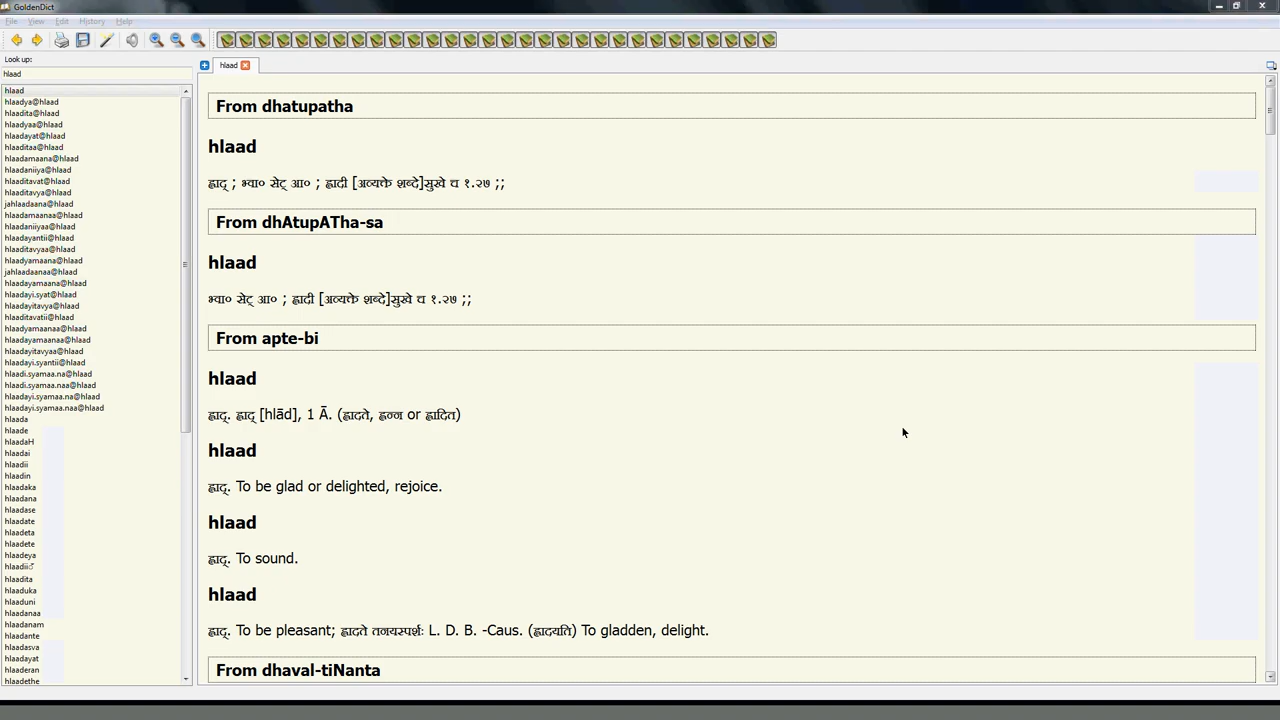 GoldenDict
File View Edit History Help
Look up:
hlaad
hlaad
hlaad
hlaadya@hlaad
hlaadita@hlaad
hlaadyaa@hlaad
hlaadayat@hlaad
hlaaditaa@hlaad
hlaadamaana@hlaad
hlaadaniiya@hlaad
hlaaditavat@hlaad
hlaaditavya@hlaad
jahlaadaana@hlaad
hlaadamaanaa@hlaad
hlaadaniiyaa@hlaad
hlaadayantii@hlaad
hlaaditavyaa@hlaad
hlaadyamaana@hlaad
jahlaadaanaa@hlaad
hlaadayamaana@hlaad
hlaadayi.syat@hlaad
hlaadayitavya@hlaad
hlaaditavatii@hlaad
hlaadyamaanaa@hlaad
hlaadayamaanaa@hlaad
hlaadayitavyaa@hlaad
hlaadayi.syantii@hlaad
hlaadi.syamaa.na@hlaad
hlaadi.syamaa.naa@hlaad
hlaadayi.syamaa.na@hlaad
hlaadayi.syamaa.naa@hlaad
hlaada
hlaade
hlaadaH
hlaadai
hlaadii
hlaadin
hlaadaka
hlaadana
hlaadase
hlaadate
hlaadeta
hlaadete
hlaadeya
hlaadita
hlaaduka
hlaaduni
hlaadanaa
hlaadanam
hlaadante
hlaadasva
hlaadayat
hlaaderan
hlaadethe
From dhatupatha
hlaad
ह्लाद् ; भ्वा० सेट् आ० ; ह्लादी [अव्यक्ते शब्दे]सुखे च १.२७ ;;
From dhAtupATha-sa
hlaad
भ्वा० सेट् आ० ; ह्लादी [अव्यक्ते शब्दे]सुखे च १.२७ ;;
From apte-bi
hlaad
ह्लाद्. ह्लाद् [hlād], 1 Ā. (ह्लादते, ह्लन्न or ह्लादित)
hlaad
ह्लाद्. To be glad or delighted, rejoice.
hlaad
ह्लाद्. To sound.
hlaad
ह्लाद्. To be pleasant; ह्लादते तनयस्पर्शः L. D. B. -Caus. (ह्लादयति) To gladden, delight.
From dhaval-tiNanta